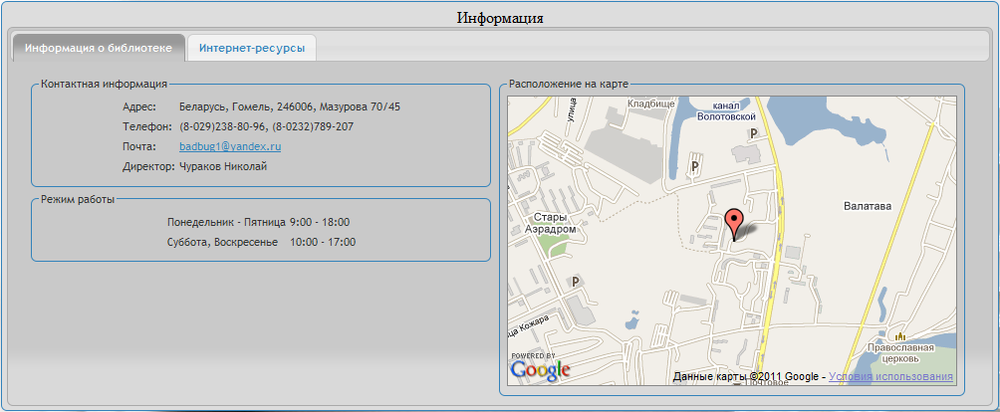 Информация
Информация о библиотеке
Интернет-ресурсы
Контактная информация
Адрес: Беларусь, Гомель, 246006, Мазурова 70/45
Телефон: (8-029)238-80-96, (8-0232)789-207
Почта: badbug1@yandex.ru
Директор: Чураков Николай
Режим работы
Понедельник - Пятница 9:00 - 18:00
Суббота, Воскресенье 10:00 - 17:00
Расположение на карте
Кладбище
улица
канал
Волотовской
P
P
Валатава
Стары
Аэрадром
P
ца Кожара
Православная
церковь
Почтовое
POWERED BY
Google
Данные карты ©2011 Google - Условия использования